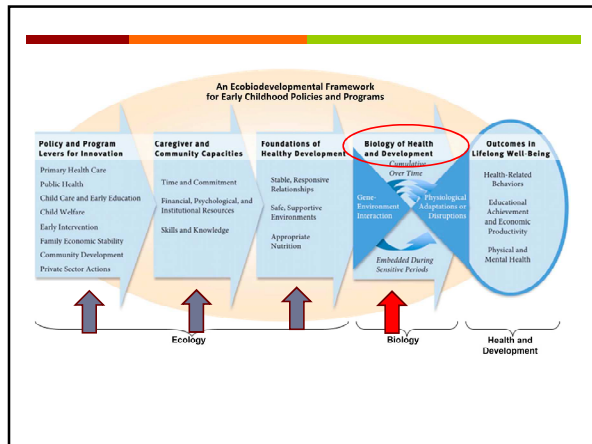 An Ecobiodevelopmental Framework
for Early Childhood Policies and Programs
Policy and Program
Levers for Innovation
Primary Health Care
Public Health
Child Care and Early Education
Child Welfare
Early Intervention
Family Economic Stability
Community Development
Private Sector Actions
Caregiver and
Community Capacities
Time and Commitment
Financial, Psychological, and
Institutional Resources
Skills and Knowledge
Foundations of
Healthy Development
Stable, Responsive
Relationships
Safe, Supportive
Environments
Appropriate
Nutrition
Biology of Health
and Development
Cumulative
Over Time
Gene-
Environment
Interaction
Physiological
Adaptations or
Disruptions
Embedded During
Sensitive Periods
Outcomes in
Lifelong Well-Being
Health-Related
Behaviors
Educational
Achievement
and Economic
Productivity
Physical and
Mental Health
Ecology
Biology
Health and
Development